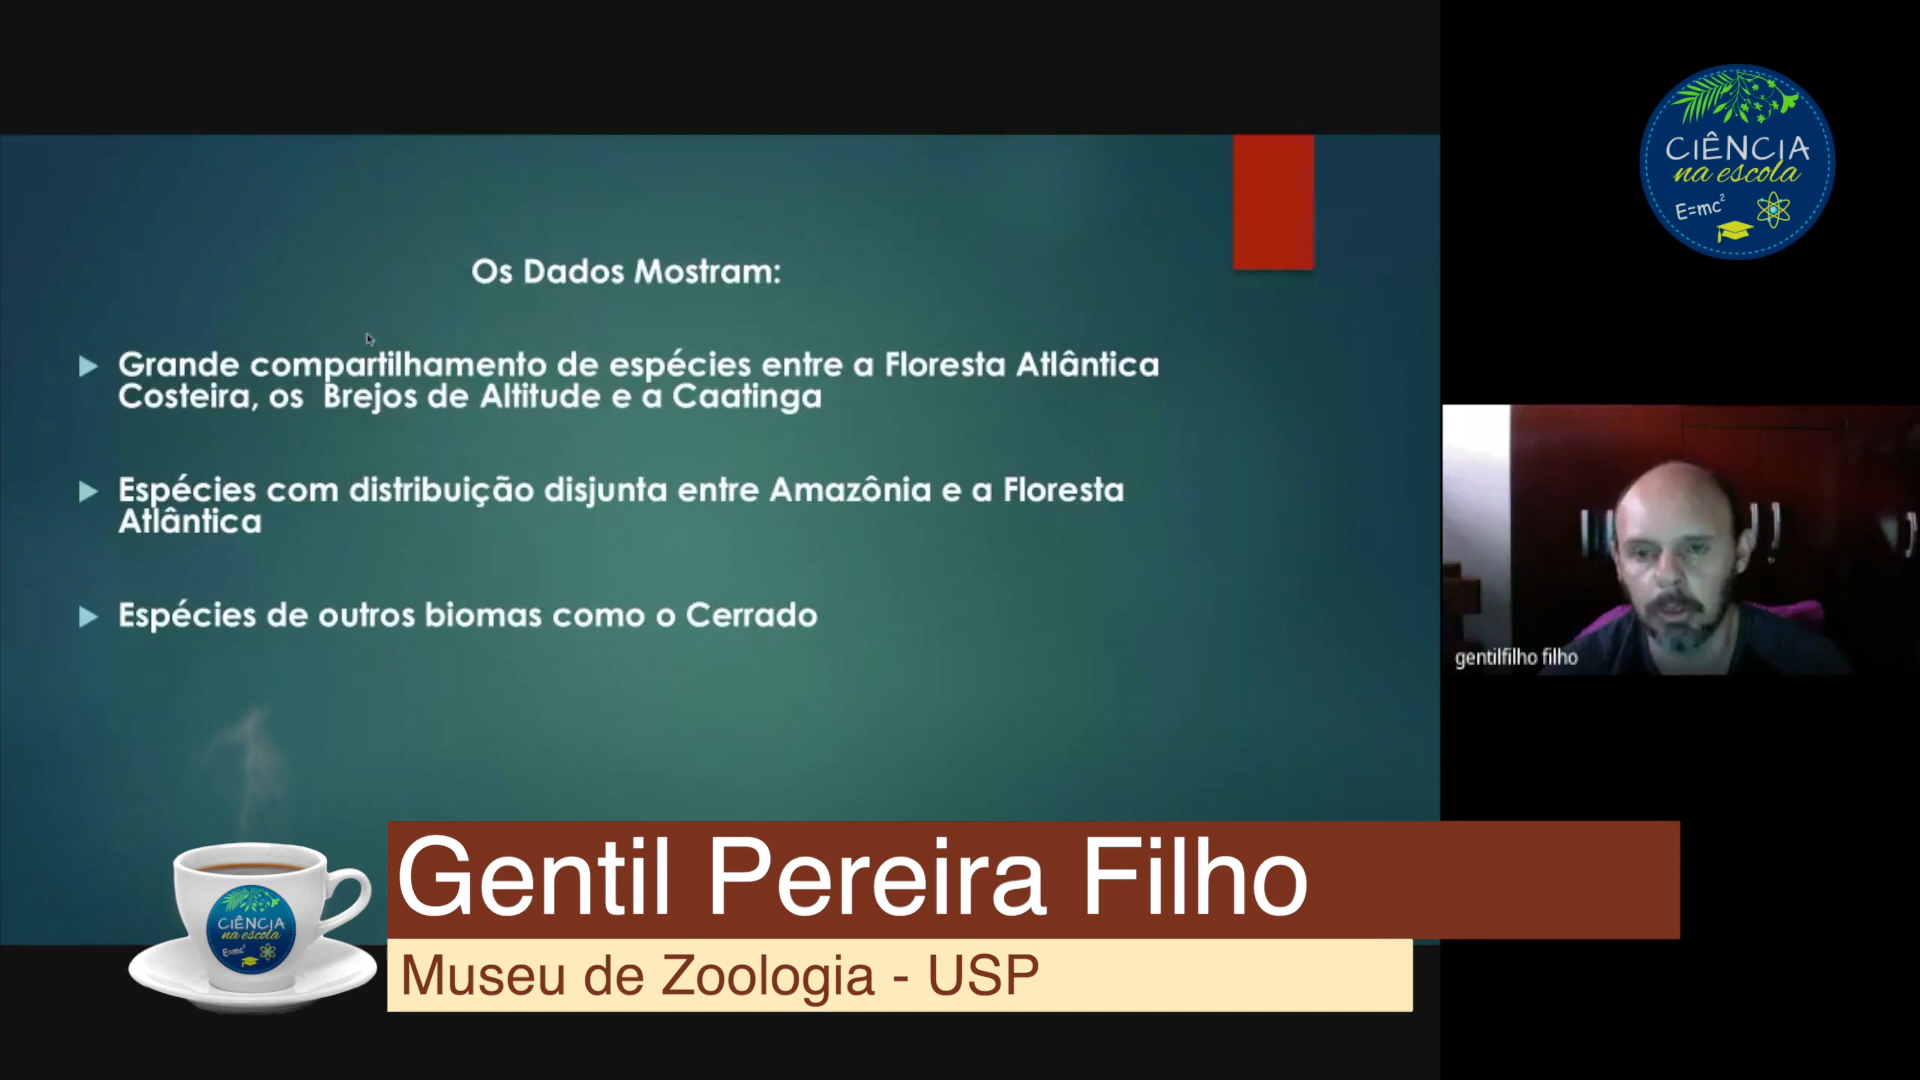 Os Dados Mostram:
Grande compartilhamento de espécies entre a Floresta Atlântica
Costeira, os Brejos de Altitude e a Caatinga
Espécies com distribuição disjunta entre Amazônia e a Floresta
Atlântica
Espécies de outros biomas como o Cerrado
CIÊNCIA
na escola
E=mc²
gentilfilho filho
CIÊNCIA
na escola
E=mc²
Gentil Pereira Filho
Museu de Zoologia - USP